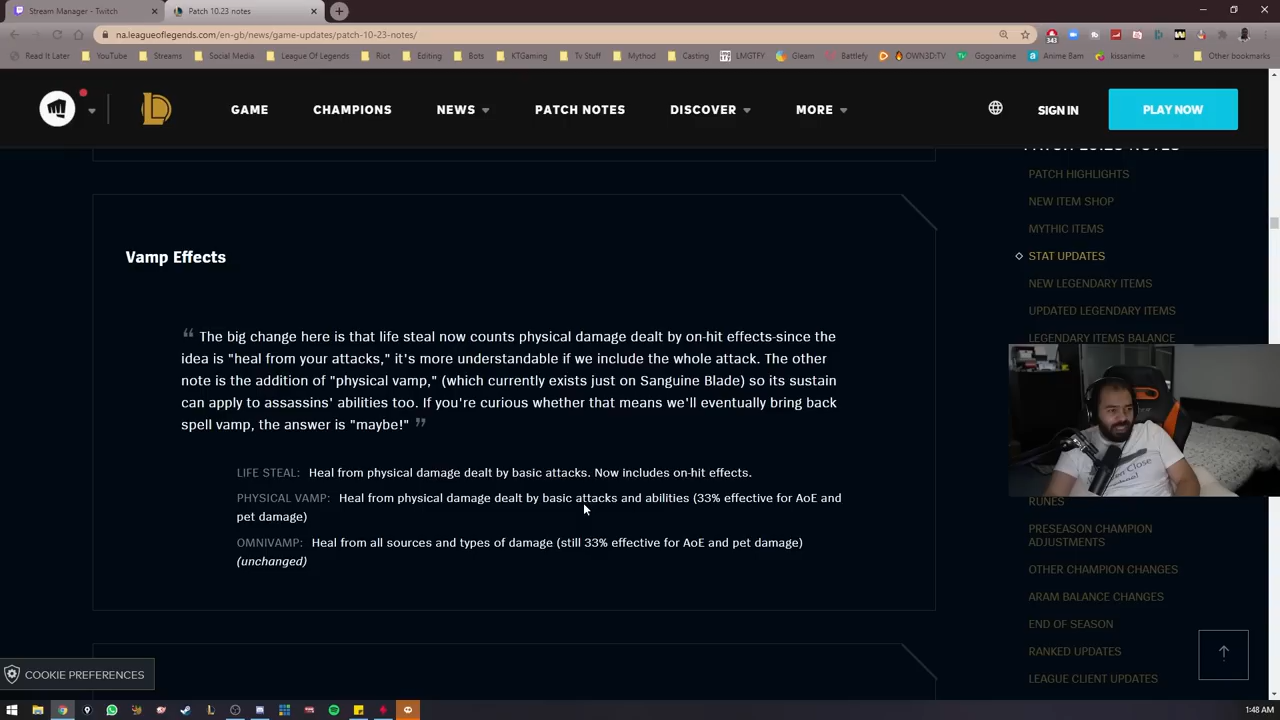 Stream Manager - Twitch
Patch 10.23 notes
na.leagueoflegends.com/en-gb/news/game-updates/patch-10-23-notes/
343
Read It Later YouTube Streams Social Media League Of Legends Riot Editing Bots KTGaming Tv Stuff Mythod Casting LMGTFY Gleam Battlefy OWN3D:TV Gogoanime Anime Bam kissanime Other bookmarks
GAME CHAMPIONS NEWS PATCH NOTES DISCOVER MORE SIGN IN PLAY NOW
PATCH 10.23 NOTES
PATCH HIGHLIGHTS
NEW ITEM SHOP
MYTHIC ITEMS
STAT UPDATES
NEW LEGENDARY ITEMS
UPDATED LEGENDARY ITEMS
LEGENDARY ITEMS BALANCE
Vamp Effects
“ The big change here is that life steal now counts physical damage dealt by on-hit effects-since the
idea is "heal from your attacks," it's more understandable if we include the whole attack. The other
note is the addition of "physical vamp," (which currently exists just on Sanguine Blade) so its sustain
can apply to assassins' abilities too. If you're curious whether that means we'll eventually bring back
spell vamp, the answer is "maybe!" ”
LIFE STEAL: Heal from physical damage dealt by basic attacks. Now includes on-hit effects.
PHYSICAL VAMP: Heal from physical damage dealt by basic attacks and abilities (33% effective for AoE and
pet damage)
OMNIVAMP: Heal from all sources and types of damage (still 33% effective for AoE and pet damage)
(unchanged)
RUNES
PRESEASON CHAMPION
ADJUSTMENTS
OTHER CHAMPION CHANGES
ARAM BALANCE CHANGES
END OF SEASON
RANKED UPDATES
LEAGUE CLIENT UPDATES
COOKIE PREFERENCES
1:48 AM